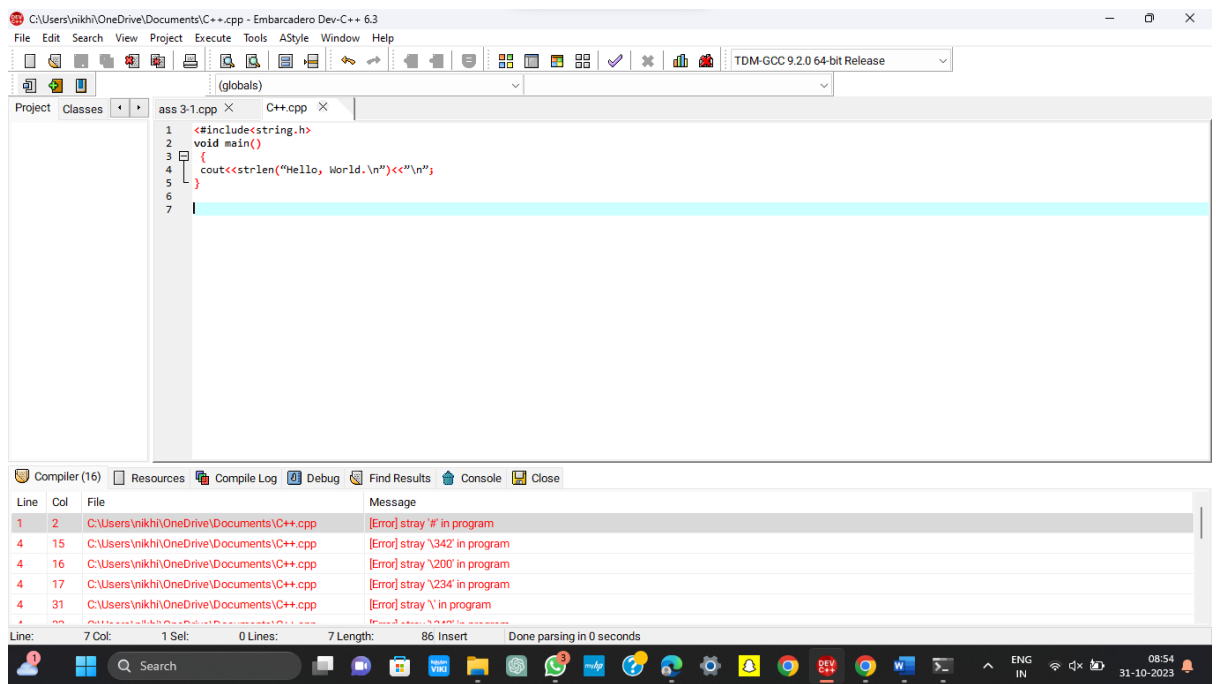 C:\Users\nikhi\OneDrive\Documents\C++.cpp - Embarcadero Dev-C++ 6.3
File Edit Search View Project Execute Tools AStyle Window Help
TDM-GCC 9.2.0 64-bit Release
(globals)
Project Classes ass 3-1.cpp C++.cpp
1 <#include<string.h>
2 void main()
3 {
4 cout<<strlen(“Hello, World.\n”)<<”\n”;
5 }
6
7
Compiler (16) Resources Compile Log Debug Find Results Console Close
Line Col File Message
1 2 C:\Users\nikhi\OneDrive\Documents\C++.cpp [Error] stray '#' in program
4 15 C:\Users\nikhi\OneDrive\Documents\C++.cpp [Error] stray '\342' in program
4 16 C:\Users\nikhi\OneDrive\Documents\C++.cpp [Error] stray '\200' in program
4 17 C:\Users\nikhi\OneDrive\Documents\C++.cpp [Error] stray '\234' in program
4 31 C:\Users\nikhi\OneDrive\Documents\C++.cpp [Error] stray '\' in program
Line: 7 Col: 1 Sel: 0 Lines: 7 Length: 86 Insert Done parsing in 0 seconds
1 Search 3 ENG 08:54
IN 31-10-2023